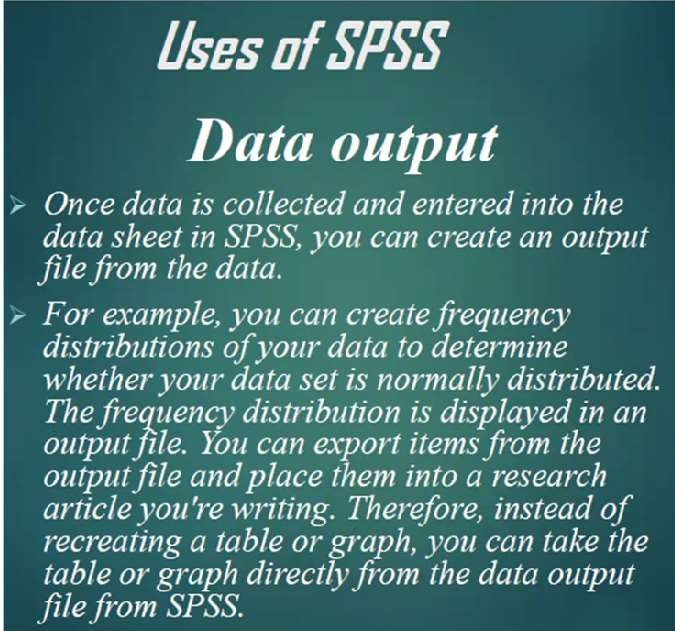 Uses of SPSS
Data output
➢ Once data is collected and entered into the
data sheet in SPSS, you can create an output
file from the data.
➢ For example, you can create frequency
distributions of your data to determine
whether your data set is normally distributed.
The frequency distribution is displayed in an
output file. You can export items from the
output file and place them into a research
article you're writing. Therefore, instead of
recreating a table or graph, you can take the
table or graph directly from the data output
file from SPSS.